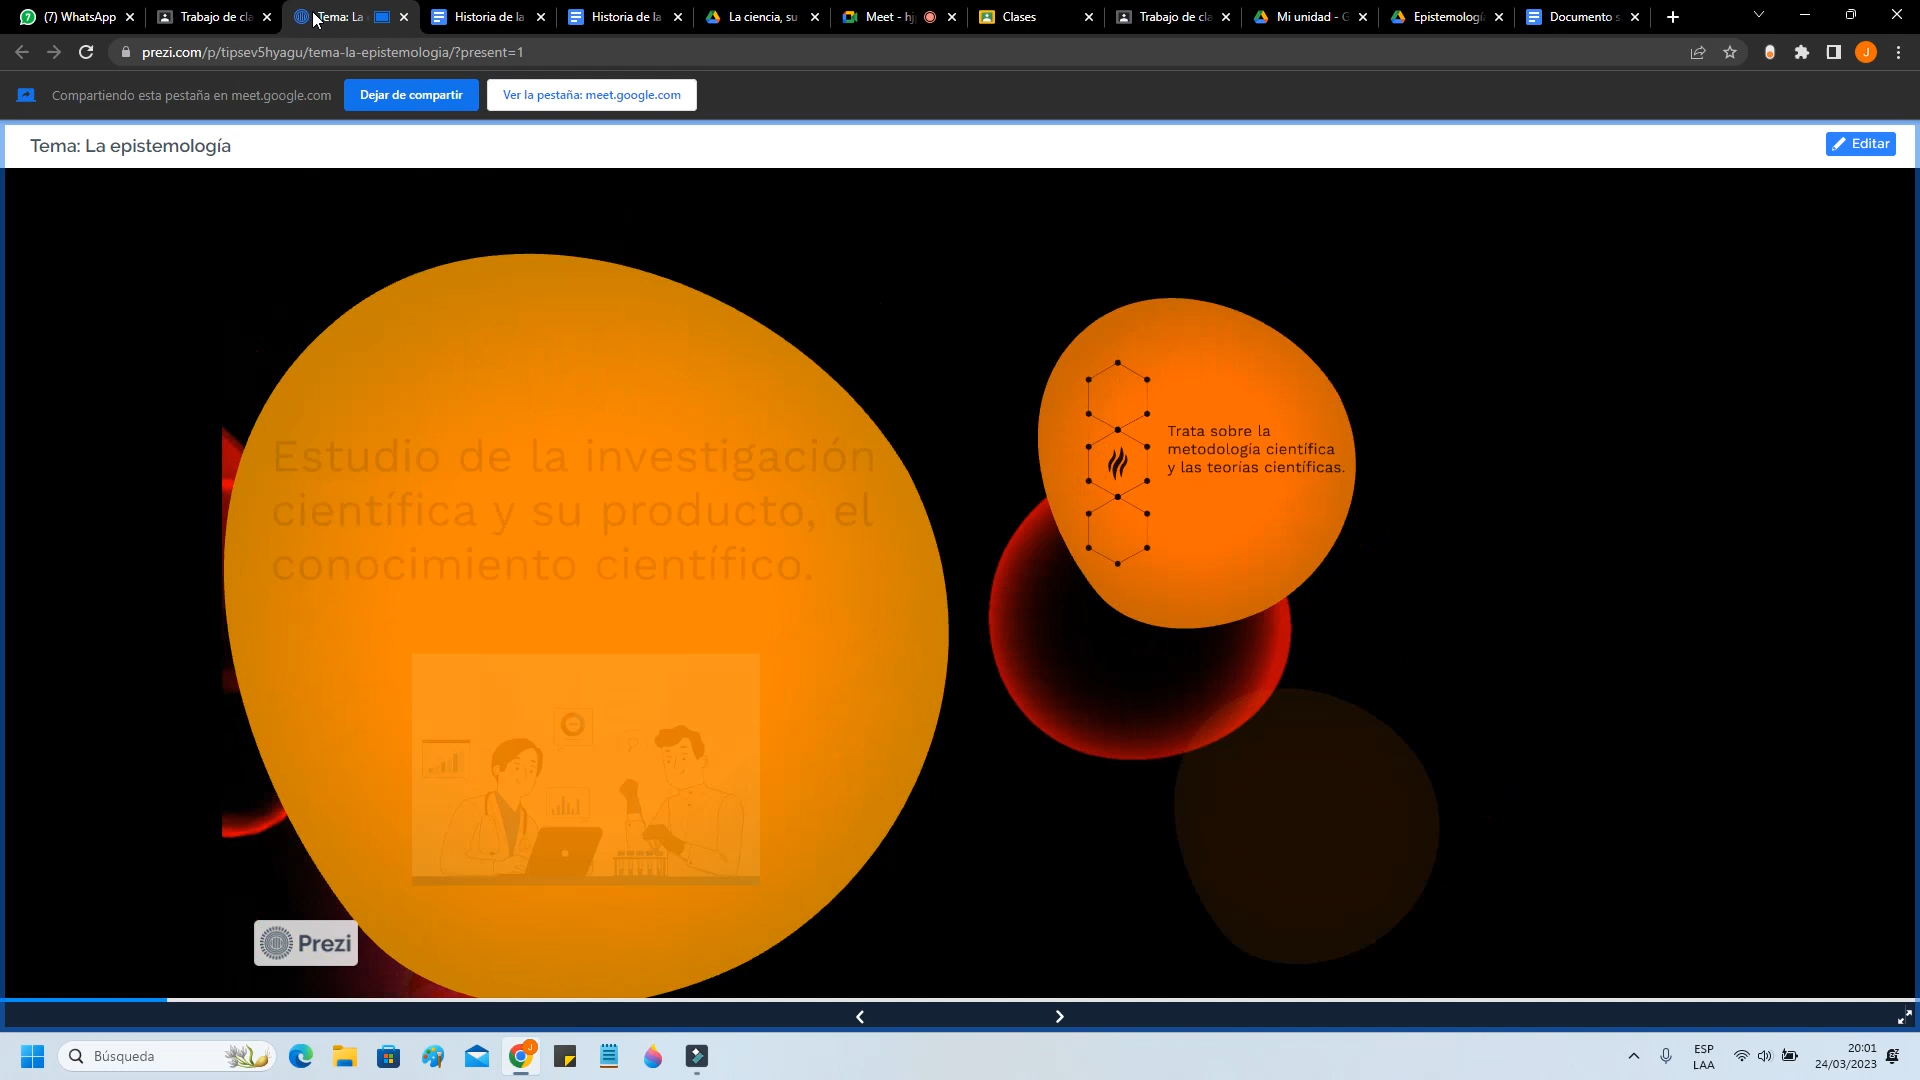 (7) WhatsApp
Trabajo de cla
Tema: La
Historia de la
Historia de la
La ciencia, su
Meet - hj
Clases
Trabajo de cla
Mi unidad - G
Epistemologí
Documento s
prezi.com/p/tipsev5hyagu/tema-la-epistemologia/?present=1
J
Compartiendo esta pestaña en meet.google.com
Dejar de compartir
Ver la pestaña: meet.google.com
Tema: La epistemología
Editar
Estudio de la investigación
científica y su producto, el
conocimiento científico.
Trata sobre la
metodología científica
y las teorías científicas.
Prezi
Búsqueda
J
ESP
LAA
20:01
24/03/2023